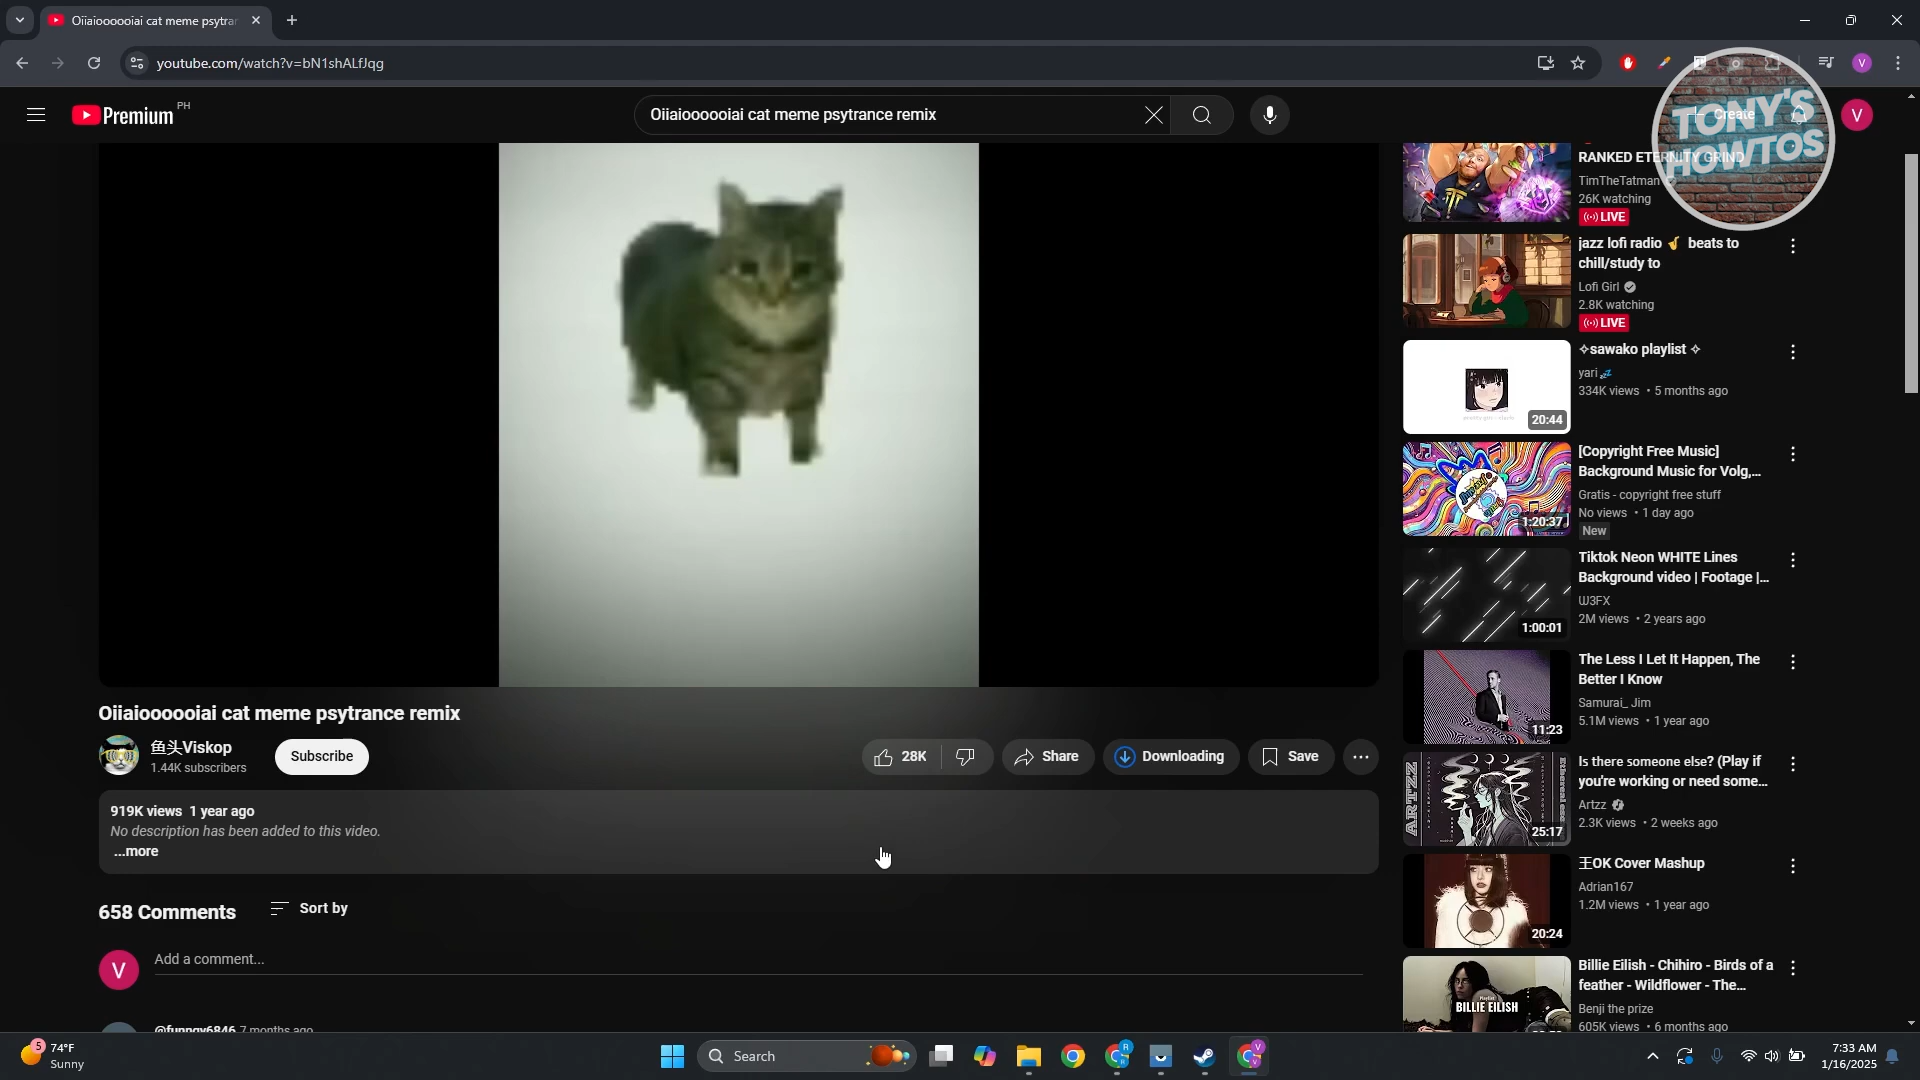 Oiiaioooooiai cat meme psytran
youtube.com/watch?v=bN1shALfJqg
Premium PH
Oiiaioooooiai cat meme psytrance remix
Create
V
TONY'S
HOWTOS
RANKED ETERNITY GRIND
TimTheTatman
26K watching
LIVE
jazz lofi radio 🎷 beats to
chill/study to
Lofi Girl
2.8K watching
LIVE
✧sawako playlist ✧
yari 💤
334K views • 5 months ago
20:44
[Copyright Free Music]
Background Music for Volg,...
Gratis - copyright free stuff
No views • 1 day ago
New
1:20:37
Tiktok Neon WHITE Lines
Background video | Footage |...
W3FX
2M views • 2 years ago
1:00:01
The Less I Let It Happen, The
Better I Know
Samurai_ Jim
5.1M views • 1 year ago
11:23
Is there someone else? (Play if
you're working or need some...
Artzz
2.3K views • 2 weeks ago
ARTZZ
25:17
王OK Cover Mashup
Adrian167
1.2M views • 1 year ago
20:24
Billie Eilish - Chihiro - Birds of a
feather - Wildflower - The...
Benji the prize
605K views • 6 months ago
BILLIE EILISH
Oiiaioooooiai cat meme psytrance remix
鱼头Viskop
1.44K subscribers
Subscribe
28K
Share
Downloading
Save
919K views 1 year ago
No description has been added to this video.
...more
658 Comments
Sort by
V
Add a comment...
@funngy6846 7 months ago
5
74°F
Sunny
Search
R
V
7:33 AM
1/16/2025